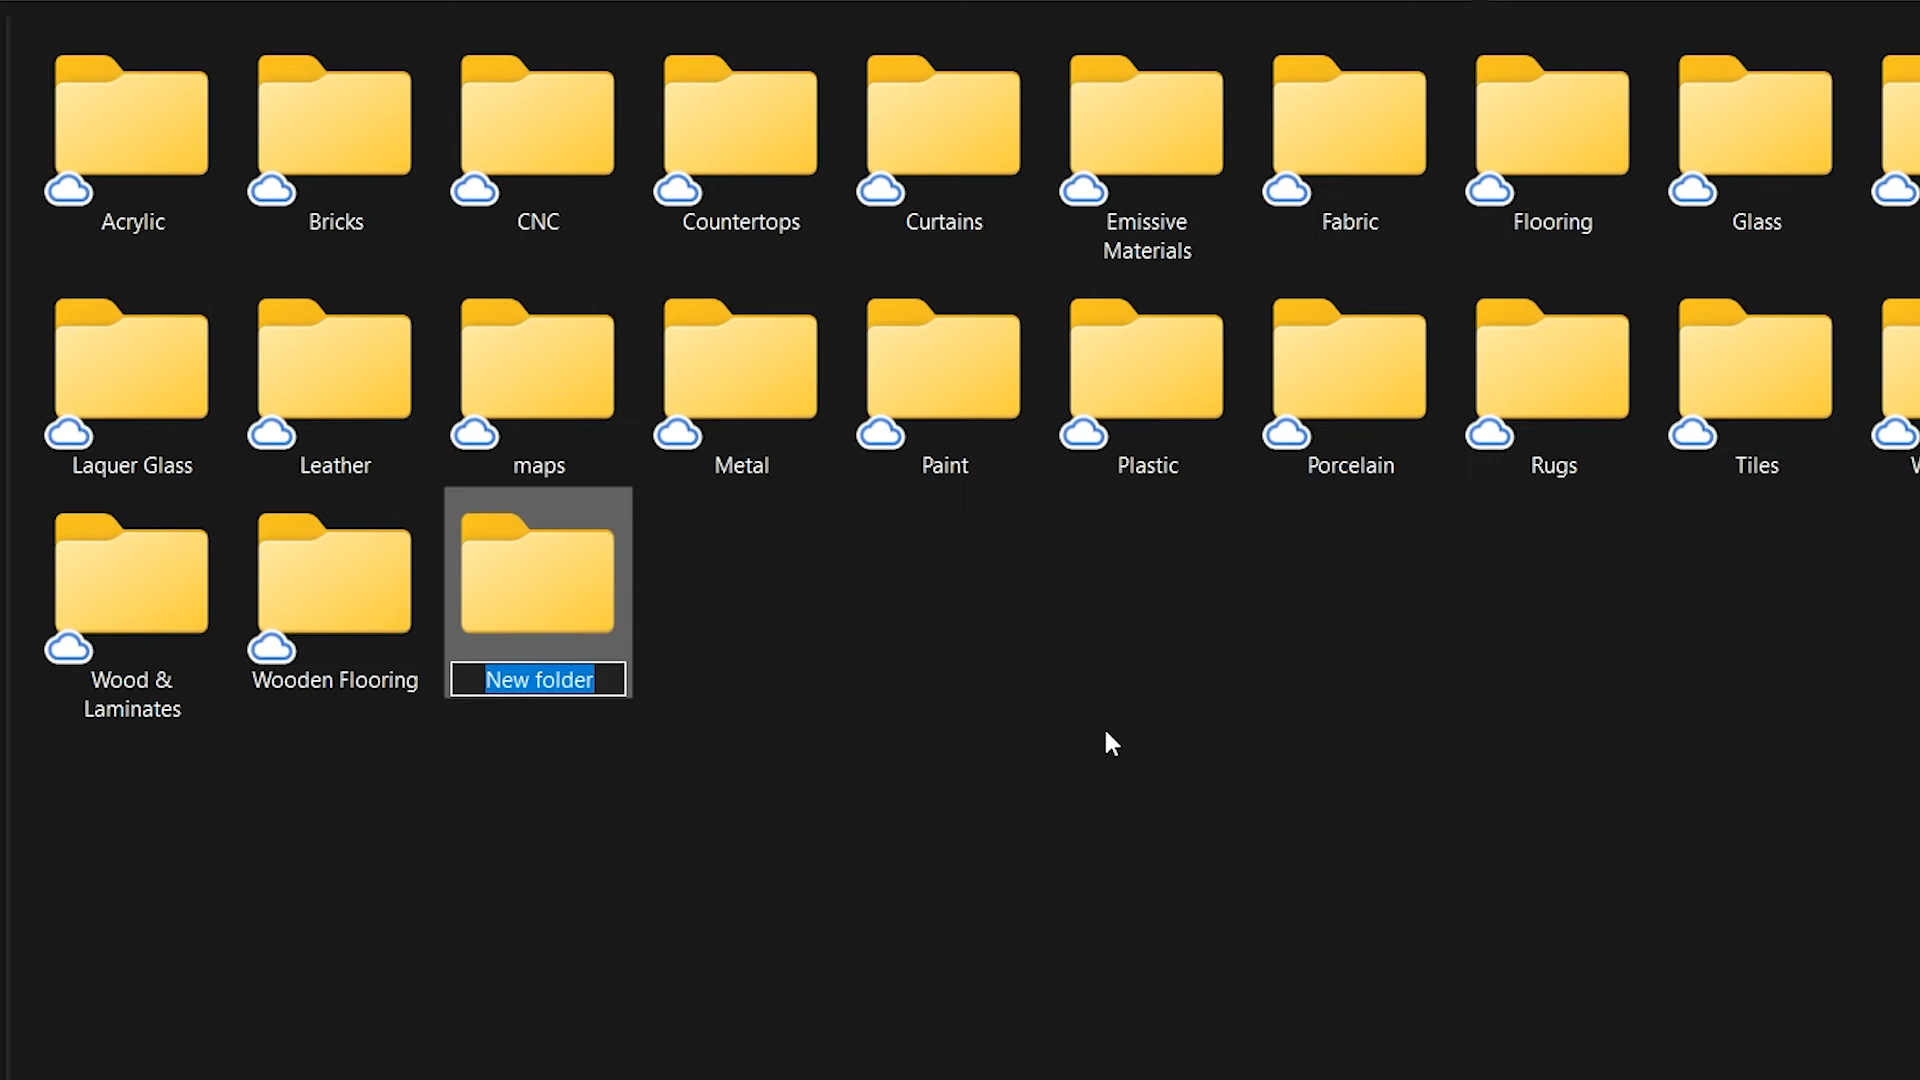 Acrylic
Bricks
CNC
Countertops
Curtains
Emissive
Materials
Fabric
Flooring
Glass
Laquer Glass
Leather
maps
Metal
Paint
Plastic
Porcelain
Rugs
Tiles
Wood &
Laminates
Wooden Flooring
New folder